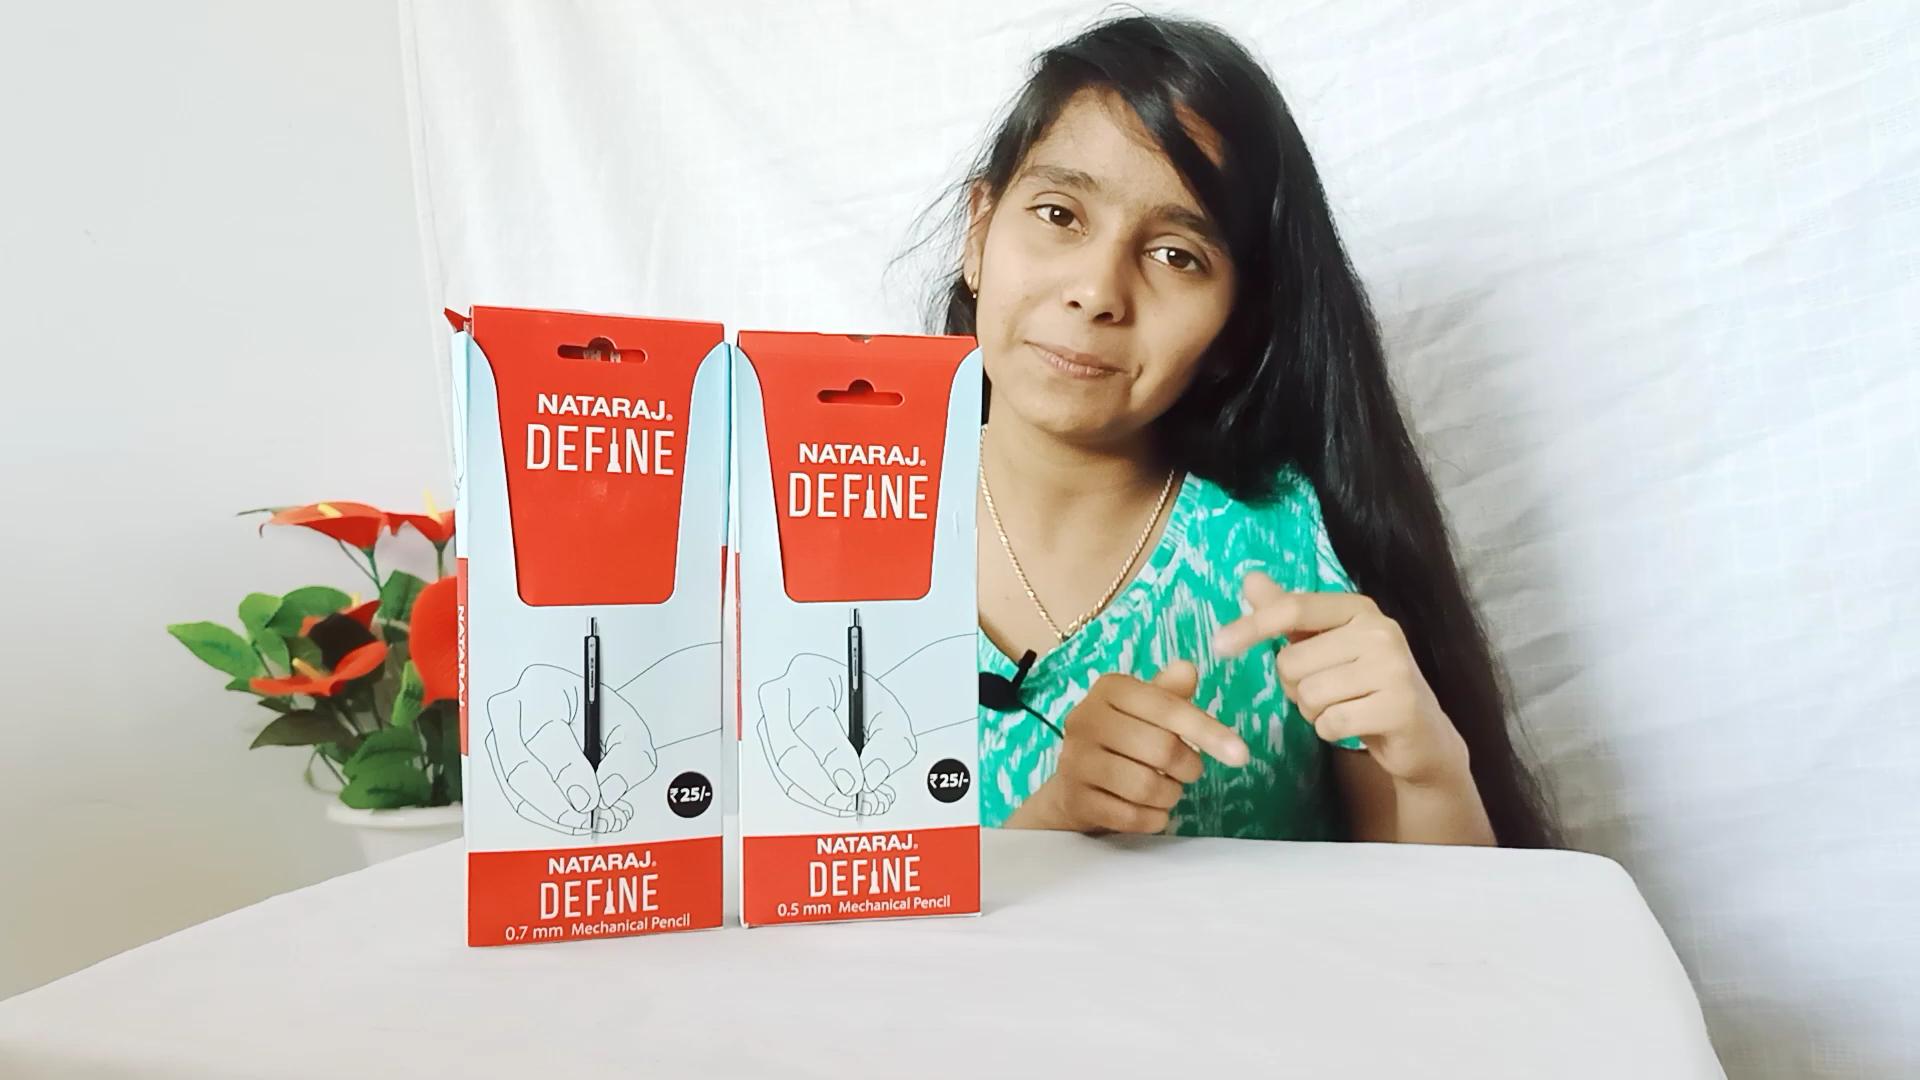 NATARAJ®
DEFINE
₹25/-
NATARAJ®
DEFINE
0.7 mm Mechanical Pencil
NATARAJ
NATARAJ®
DEFINE
₹25/-
NATARAJ®
DEFINE
0.5 mm Mechanical Pencil